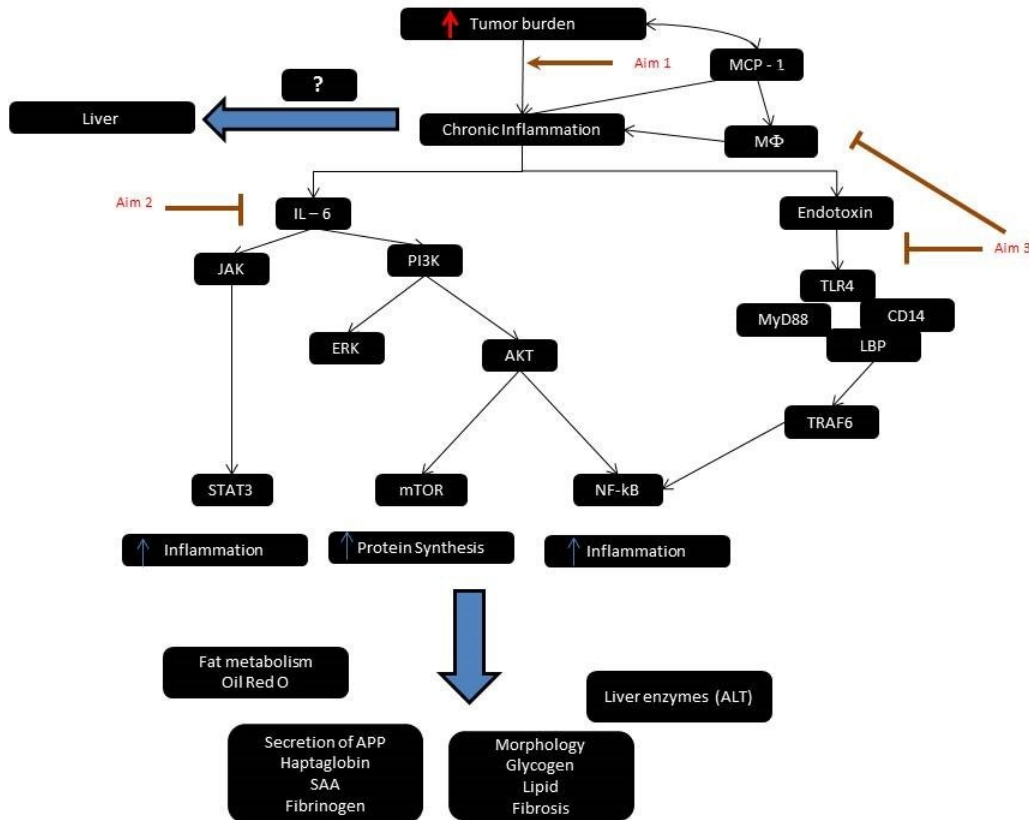 Tumor burden
Aim 1
MCP - 1
?
Liver
Chronic Inflammation
MΦ
Aim 2
IL – 6
Endotoxin
Aim 3
JAK
PI3K
TLR4
MyD88
CD14
LBP
ERK
AKT
TRAF6
STAT3
mTOR
NF-kB
Inflammation
Protein Synthesis
Inflammation
Fat metabolism
Oil Red O
Liver enzymes (ALT)
Secretion of APP
Haptaglobin
SAA
Fibrinogen
Morphology
Glycogen
Lipid
Fibrosis